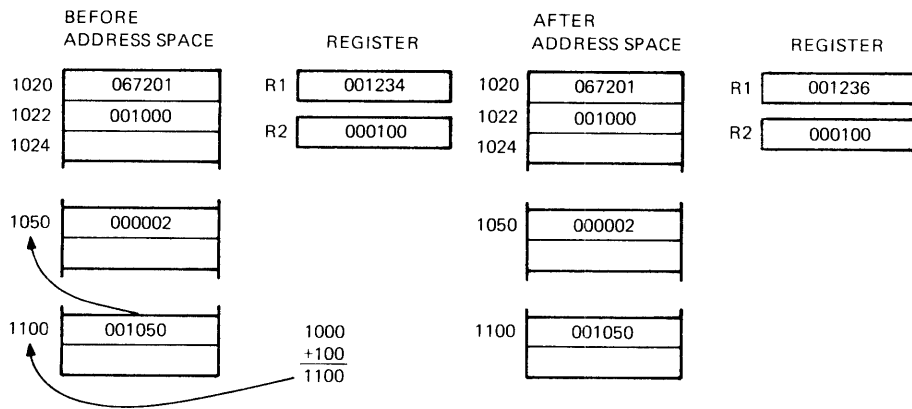 BEFORE
ADDRESS SPACE
REGISTER
1020 067201
1022 001000
1024
R1 001234
R2 000100
1050 000002
1100 001050
1000
+100
1100
AFTER
ADDRESS SPACE
REGISTER
1020 067201
1022 001000
1024
R1 001236
R2 000100
1050 000002
1100 001050